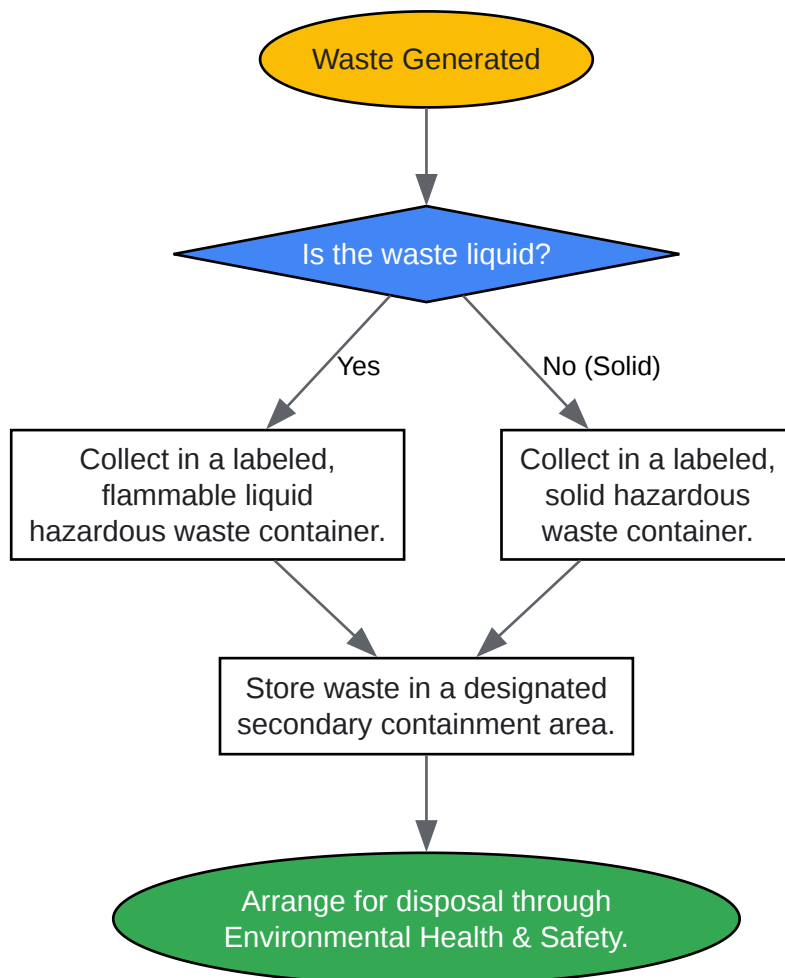 Waste Generated
Is the waste liquid?
Yes
No (Solid)
Collect in a labeled,
flammable liquid
hazardous waste container.
Collect in a labeled,
solid hazardous
waste container.
Store waste in a designated
secondary containment area.
Arrange for disposal through
Environmental Health & Safety.